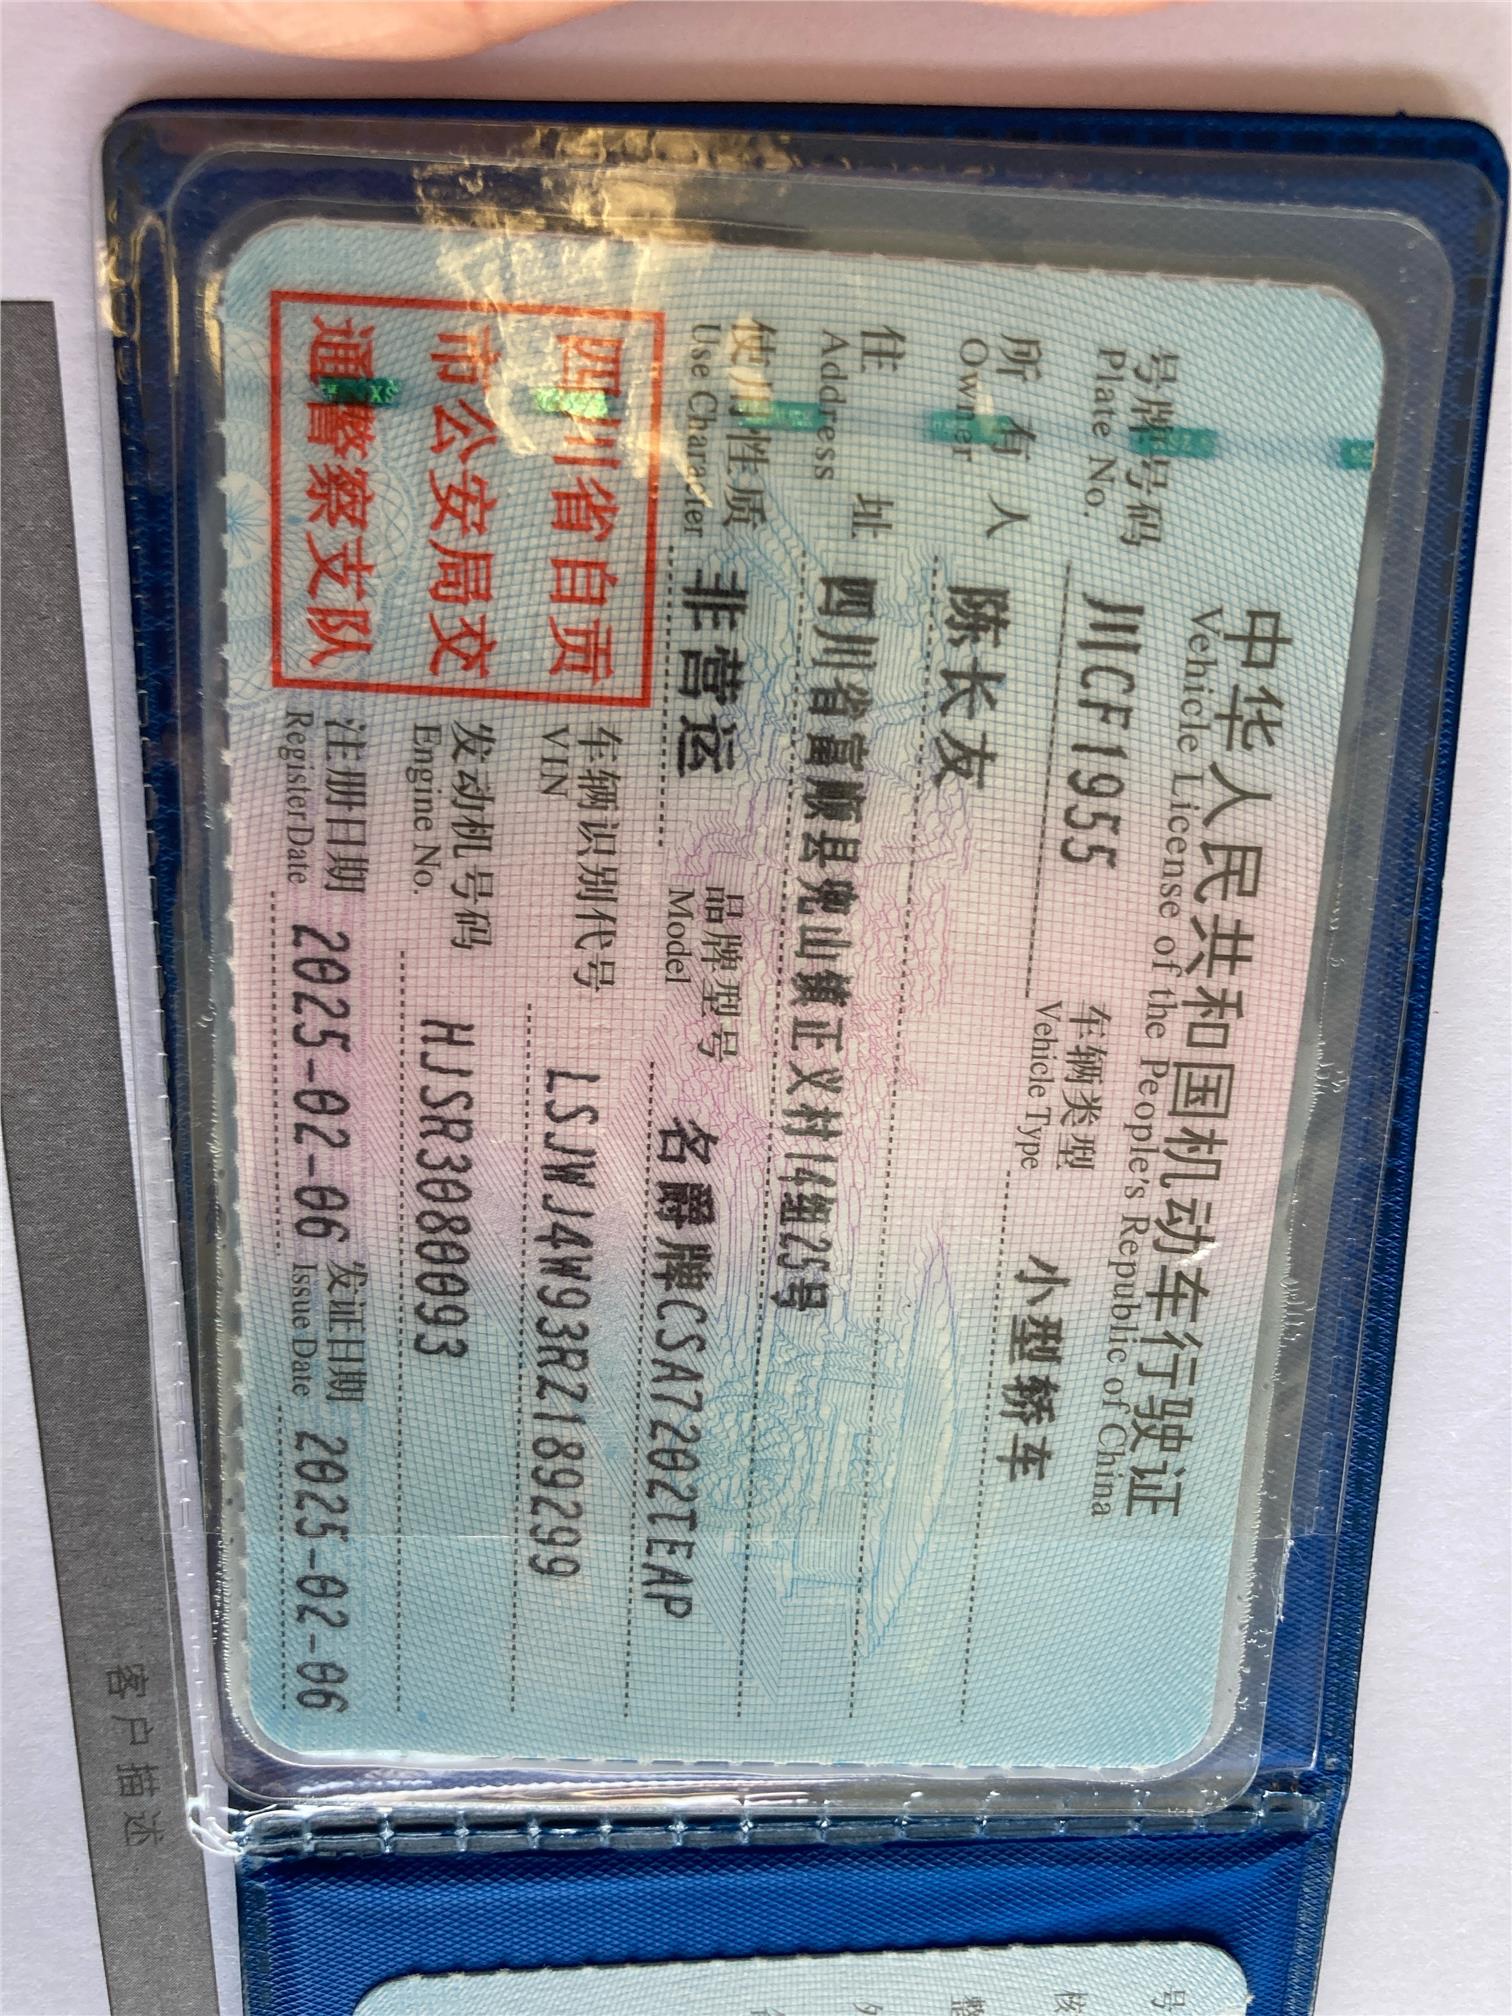 中华人民共和国机动车行驶证
Vehicle License of the People's Republic of China
号牌号码 川CF1955 车辆类型 小型轿车
Plate No. Vehicle Type
所有人 陈长友
Owner
住址 四川省富顺县兜山镇正义村14组25号
Address
使用性质 非营运 品牌型号 名爵牌CSA7202TEAP
Use Character Model
四川省自贡
市公安局交
通警察支队
车辆识别代号 LSJWJ4W93RZ189299
VIN
发动机号码 HJSR3080093
Engine No.
注册日期 2025-02-06 发证日期 2025-02-06
Register Date Issue Date
客户描述
号
核
整